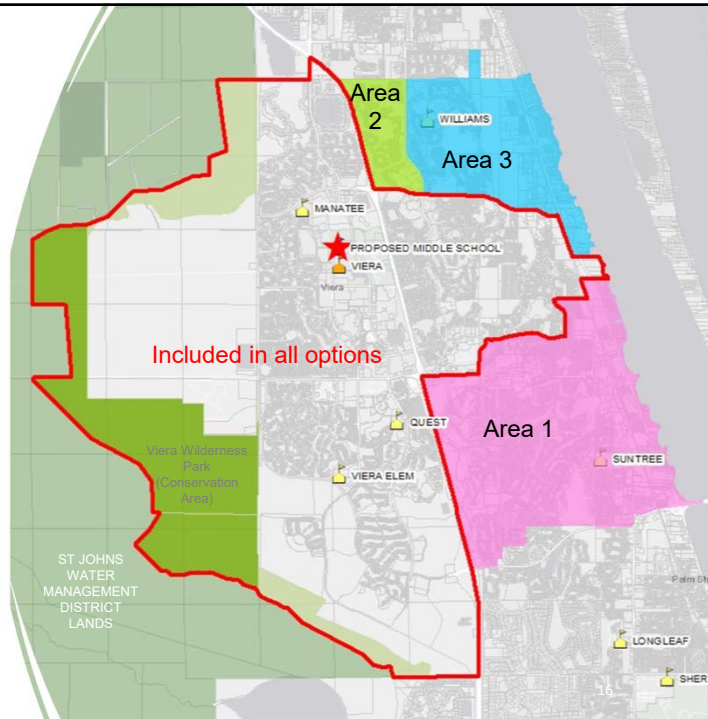 Area
2
WILLIAMS
Area 3
MANATEE
PROPOSED MIDDLE SCHOOL
VIERA
Viera
Included in all options
QUEST
Area 1
SUNTREE
Viera Wilderness
Park
(Conservation
Area)
VIERA ELEM
ST JOHNS
WATER
MANAGEMENT
DISTRICT
LANDS
LONGLEAF
SHER
16